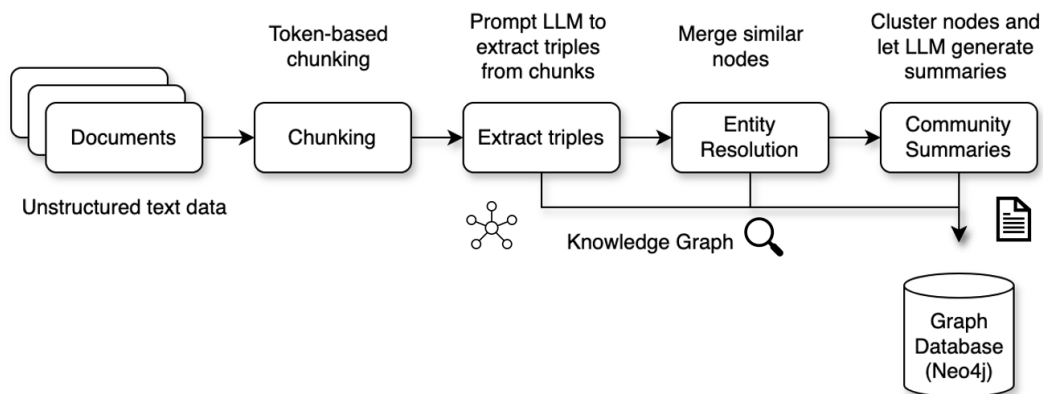 Token-based
chunking
Prompt LLM to
extract triples
from chunks
Merge similar
nodes
Cluster nodes and
let LLM generate
summaries
Documents
Chunking
Extract triples
Entity
Resolution
Community
Summaries
Unstructured text data
Knowledge Graph
Graph
Database
(Neo4j)